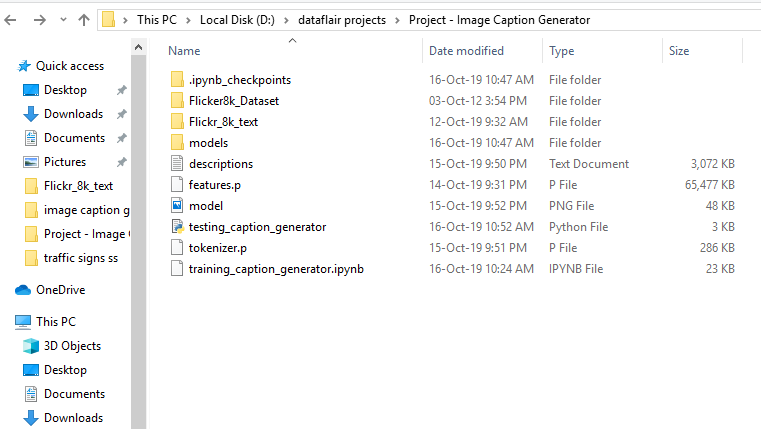 This PC > Local Disk (D:) > dataflair projects > Project - Image Caption Generator
Name Date modified Type Size
Quick access
Desktop
Downloads
Documents
Pictures
Flickr_8k_text
image caption g
Project - Image C
traffic signs ss
OneDrive
This PC
3D Objects
Desktop
Documents
Downloads
.ipynb_checkpoints 16-Oct-19 10:47 AM File folder
Flicker8k_Dataset 03-Oct-12 3:54 PM File folder
Flickr_8k_text 12-Oct-19 9:32 AM File folder
models 16-Oct-19 10:47 AM File folder
descriptions 15-Oct-19 9:50 PM Text Document 3,072 KB
features.p 14-Oct-19 9:31 PM P File 65,477 KB
model 15-Oct-19 9:52 PM PNG File 48 KB
testing_caption_generator 16-Oct-19 10:52 AM Python File 3 KB
tokenizer.p 15-Oct-19 9:51 PM P File 286 KB
training_caption_generator.ipynb 16-Oct-19 10:24 AM IPYNB File 23 KB